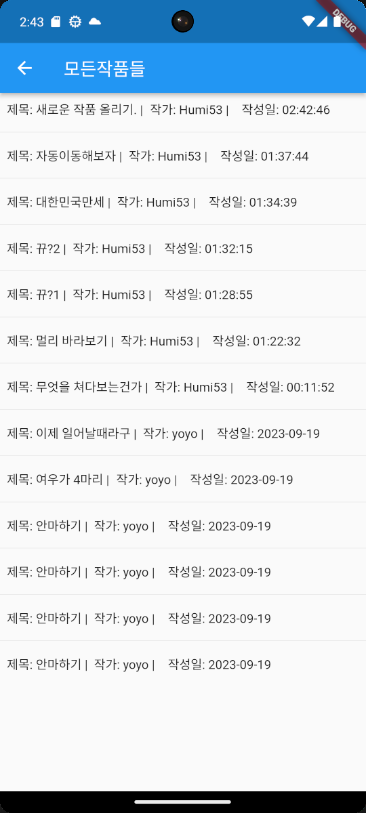 2:43
DEBUG
모든작품들
제목: 새로운 작품 올리기. | 작가: Humi53 | 작성일: 02:42:46
제목: 자동이동해보자 | 작가: Humi53 | 작성일: 01:37:44
제목: 대한민국만세 | 작가: Humi53 | 작성일: 01:34:39
제목: 뀨?2 | 작가: Humi53 | 작성일: 01:32:15
제목: 뀨?1 | 작가: Humi53 | 작성일: 01:28:55
제목: 멀리 바라보기 | 작가: Humi53 | 작성일: 01:22:32
제목: 무엇을 쳐다보는건가 | 작가: Humi53 | 작성일: 00:11:52
제목: 이제 일어날때라구 | 작가: yoyo | 작성일: 2023-09-19
제목: 여우가 4마리 | 작가: yoyo | 작성일: 2023-09-19
제목: 안마하기 | 작가: yoyo | 작성일: 2023-09-19
제목: 안마하기 | 작가: yoyo | 작성일: 2023-09-19
제목: 안마하기 | 작가: yoyo | 작성일: 2023-09-19
제목: 안마하기 | 작가: yoyo | 작성일: 2023-09-19